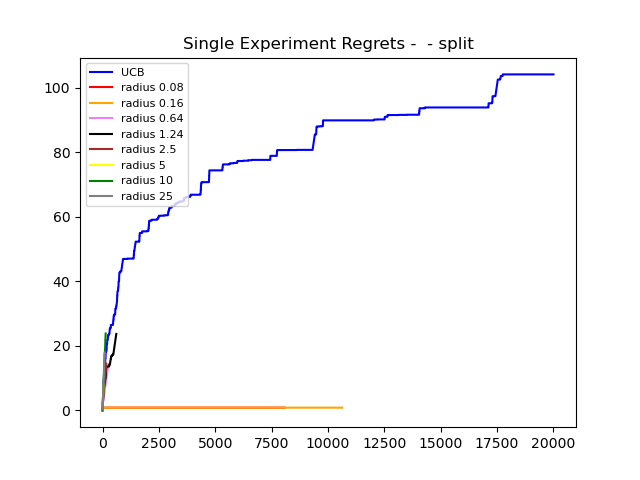 Single Experiment Regrets -  - split
UCB
radius 0.08
radius 0.16
radius 0.64
radius 1.24
radius 2.5
radius 5
radius 10
radius 25
100
80
60
40
20
0
0 2500 5000 7500 10000 12500 15000 17500 20000